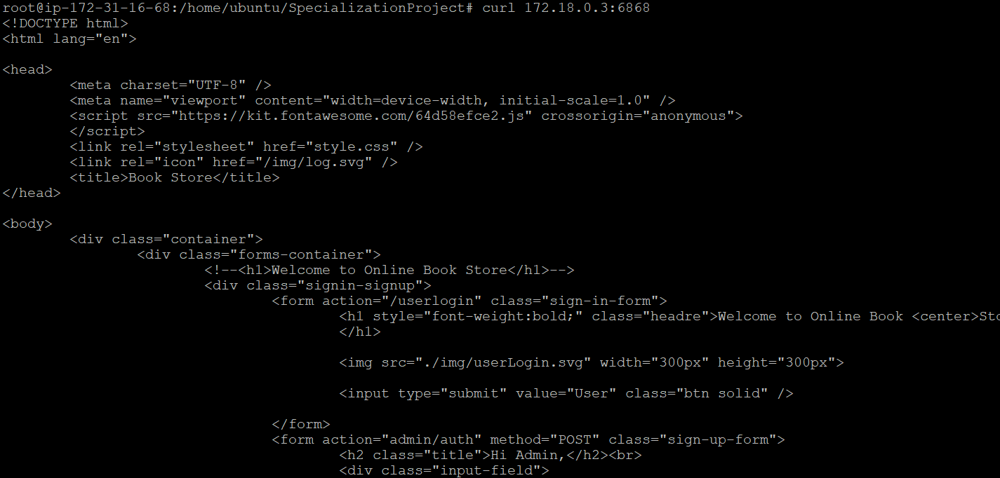 root@ip-172-31-16-68:/home/ubuntu/SpecializationProject# curl 172.18.0.3:6868
<!DOCTYPE html>
<html lang="en">
<head>
<meta charset="UTF-8" />
<meta name="viewport" content="width=device-width, initial-scale=1.0" />
<script src="https://kit.fontawesome.com/64d58efce2.js" crossorigin="anonymous">
</script>
<link rel="stylesheet" href="style.css" />
<link rel="icon" href="/img/log.svg" />
<title>Book Store</title>
</head>
<body>
<div class="container">
<div class="forms-container">
<!--<h1>Welcome to Online Book Store</h1>-->
<div class="signin-signup">
<form action="/userlogin" class="sign-in-form">
<h1 style="font-weight:bold;" class="headre">Welcome to Online Book <center>Sto
</h1>
<img src="./img/userLogin.svg" width="300px" height="300px">
<input type="submit" value="User" class="btn solid" />
</form>
<form action="admin/auth" method="POST" class="sign-up-form">
<h2 class="title">Hi Admin,</h2><br>
<div class="input-field">